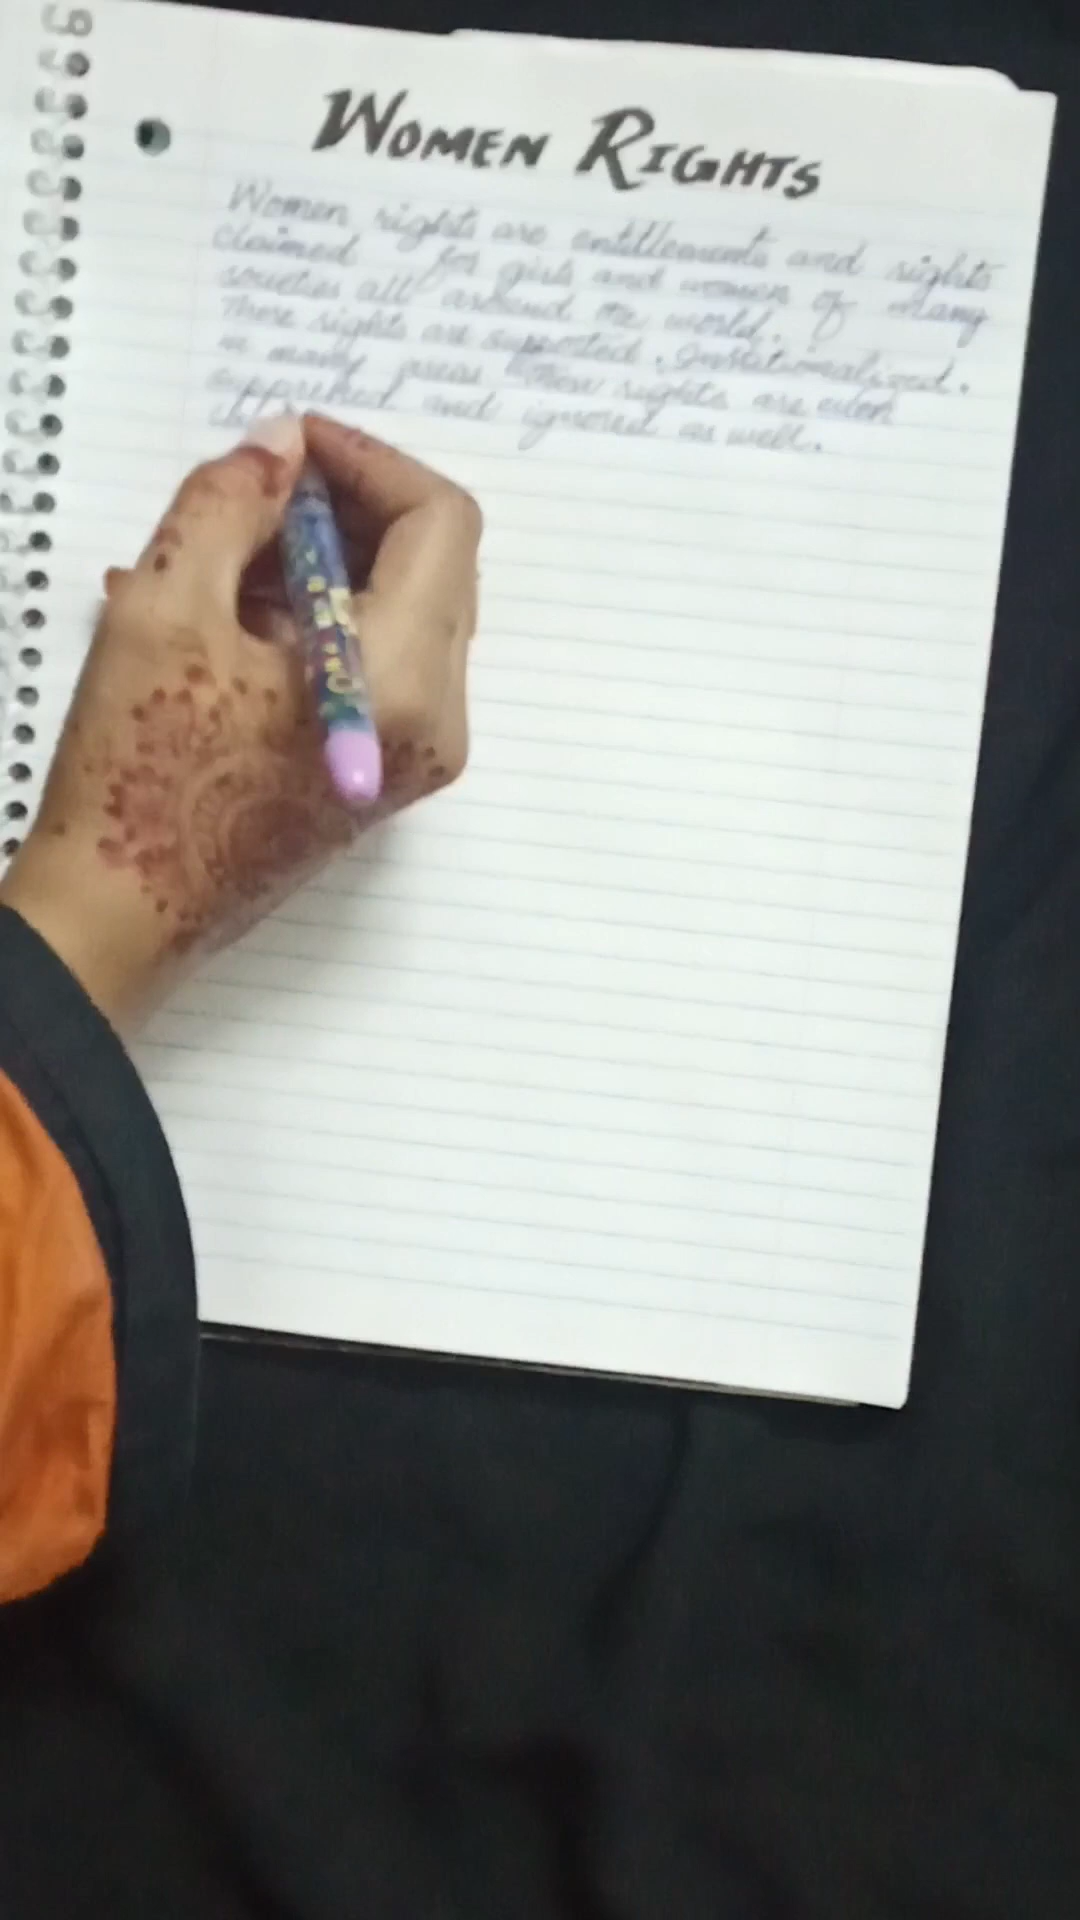 WOMEN RIGHTS
Women rights are entitlements and rights
claimed for girls and women of many
societies all around the world.
These rights are supported, institutionalized.
in many areas these rights are even
suppressed and ignored as well.